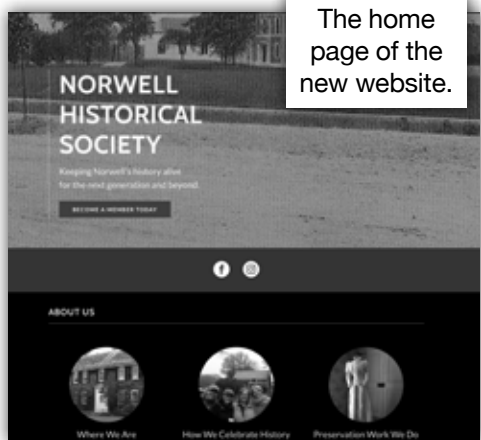 The home
page of the
new website.
NORWELL
HISTORICAL
SOCIETY
Keeping Norwell's history alive
for the next generation and beyond.
BECOME A MEMBER TODAY
f
ABOUT US
Where We Are
How We Celebrate History
Preservation Work We Do